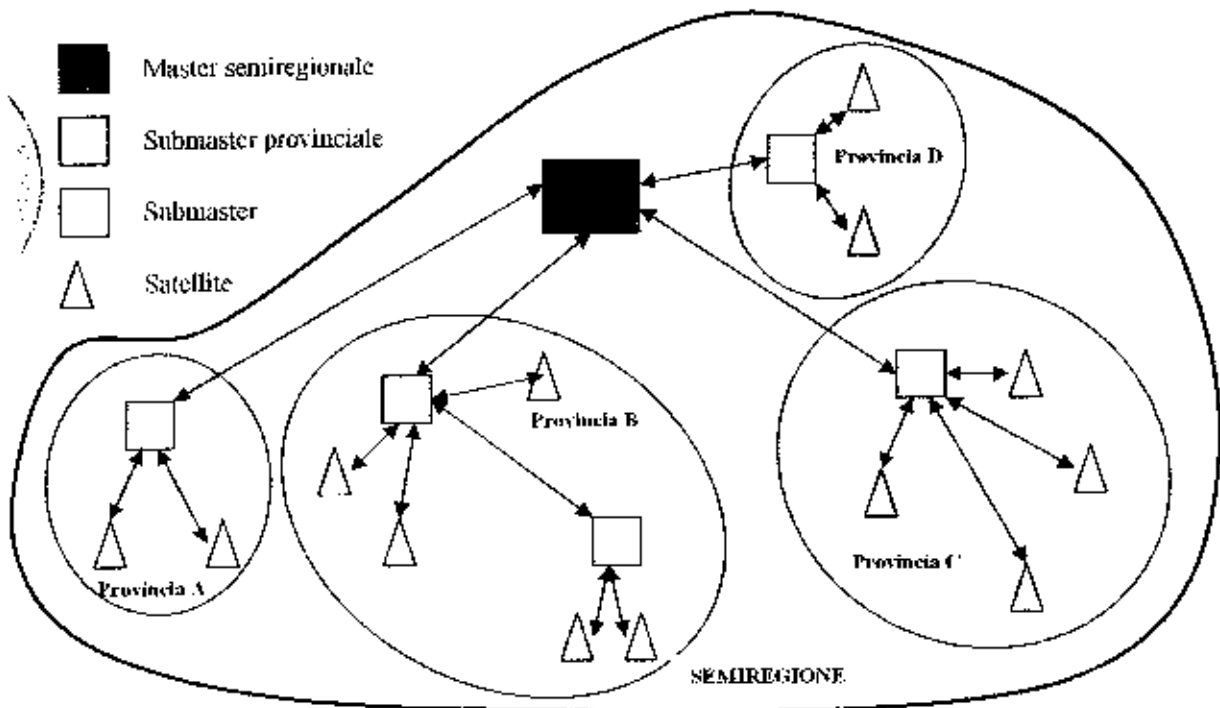 Master semiregionale
Submaster provinciale
Submaster
Satellite
Provincia D
Provincia B
Provincia A
Provincia C
SEMIREGIONE